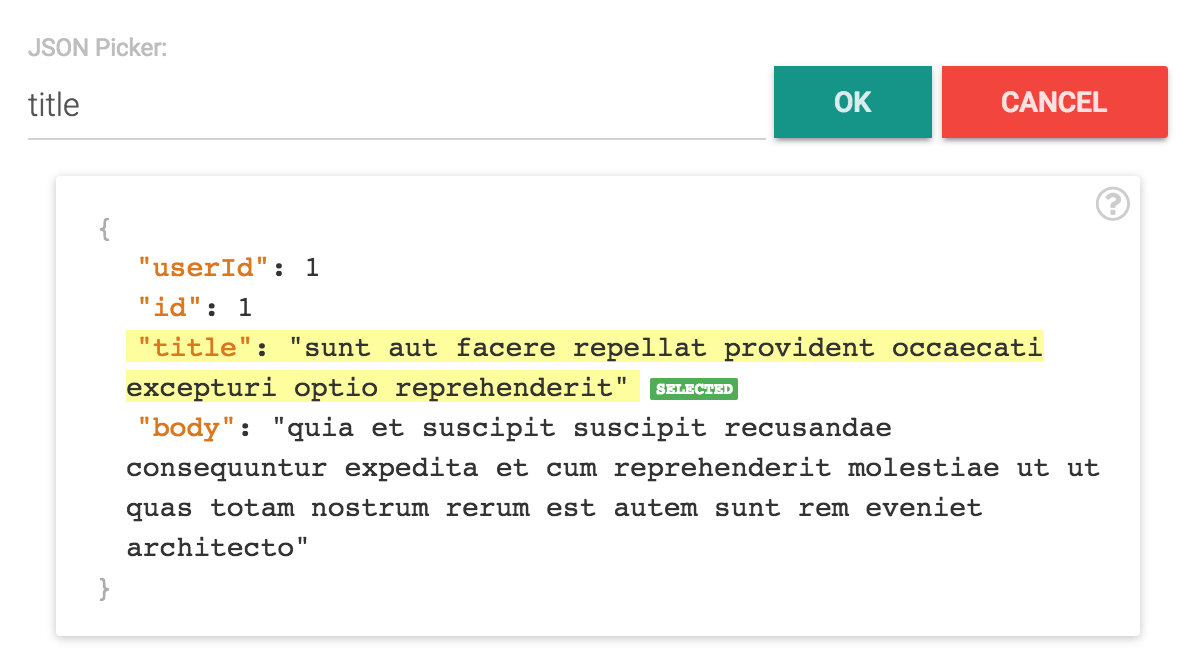 JSON Picker:
title
OK
CANCEL
?
{
"userId": 1
"id": 1
"title": "sunt aut facere repellat provident occaecati
excepturi optio reprehenderit" SELECTED
"body": "quia et suscipit suscipit recusandae
consequuntur expedita et cum reprehenderit molestiae ut ut
quas totam nostrum rerum est autem sunt rem eveniet
architecto"
}